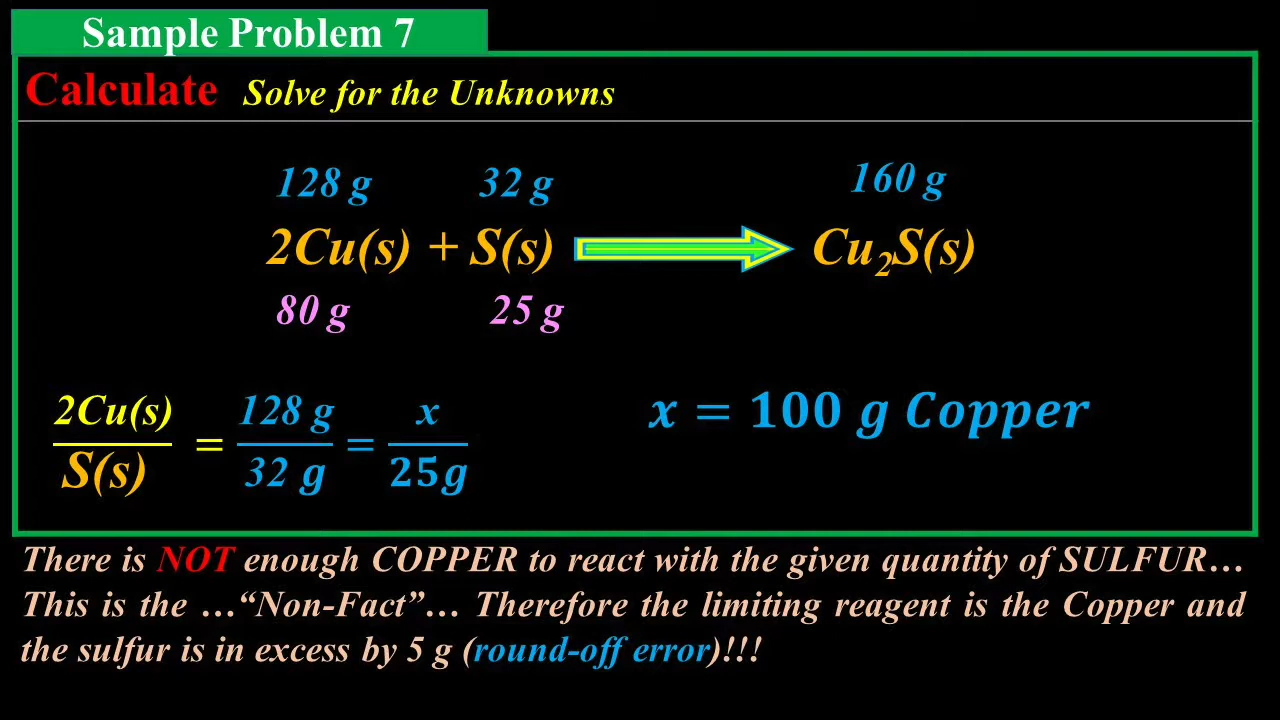 Sample Problem 7
Calculate Solve for the Unknowns
128 g 32 g 160 g
2Cu(s) + S(s) Cu₂S(s)
80 g 25 g
2Cu(s) 128 g x
= =
S(s) 32 g 25g
x = 100 g Copper
There is NOT enough COPPER to react with the given quantity of SULFUR…
This is the …“Non-Fact”… Therefore the limiting reagent is the Copper and
the sulfur is in excess by 5 g (round-off error)!!!